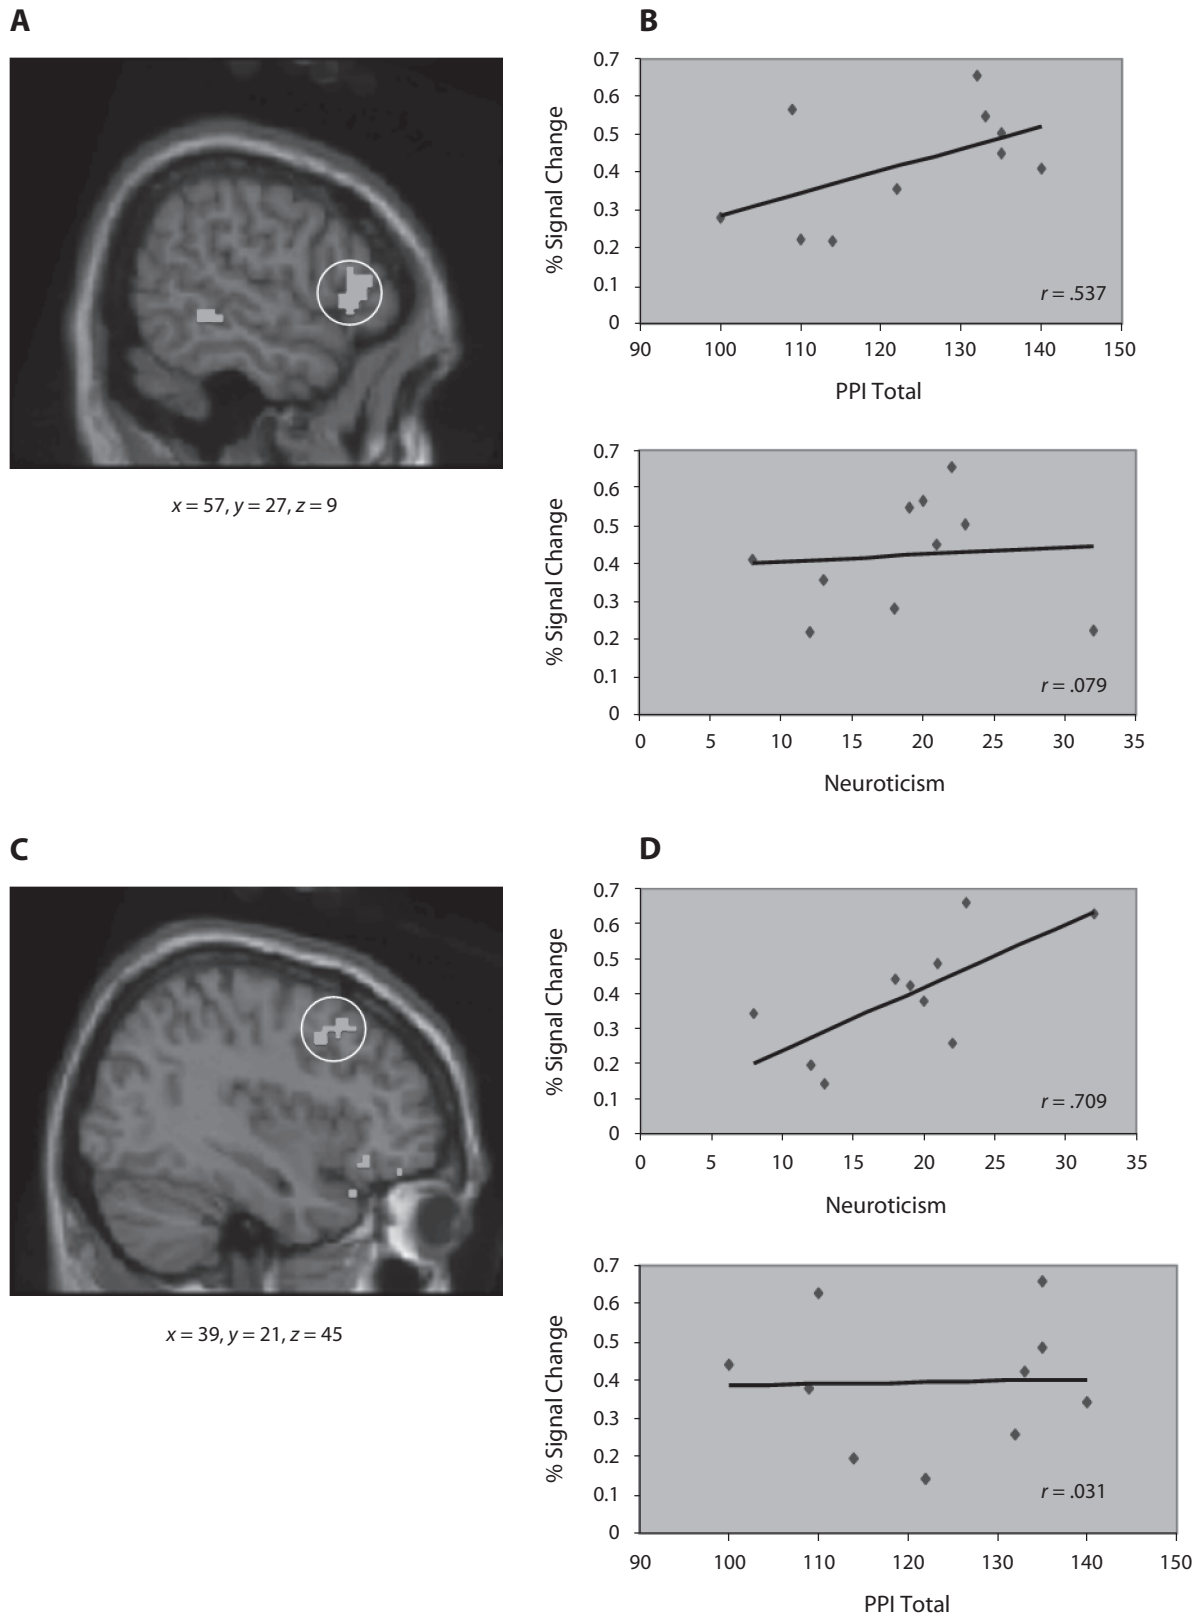 A
B
0.7
0.6
0.5
0.4
0.3
0.2
0.1
0
% Signal Change
r = .537
90 100 110 120 130 140 150
PPI Total
x = 57, y = 27, z = 9
0.7
0.6
0.5
0.4
0.3
0.2
0.1
0
% Signal Change
r = .079
0 5 10 15 20 25 30 35
Neuroticism
C
D
0.7
0.6
0.5
0.4
0.3
0.2
0.1
0
% Signal Change
r = .709
0 5 10 15 20 25 30 35
Neuroticism
x = 39, y = 21, z = 45
0.7
0.6
0.5
0.4
0.3
0.2
0.1
0
% Signal Change
r = .031
90 100 110 120 130 140 150
PPI Total